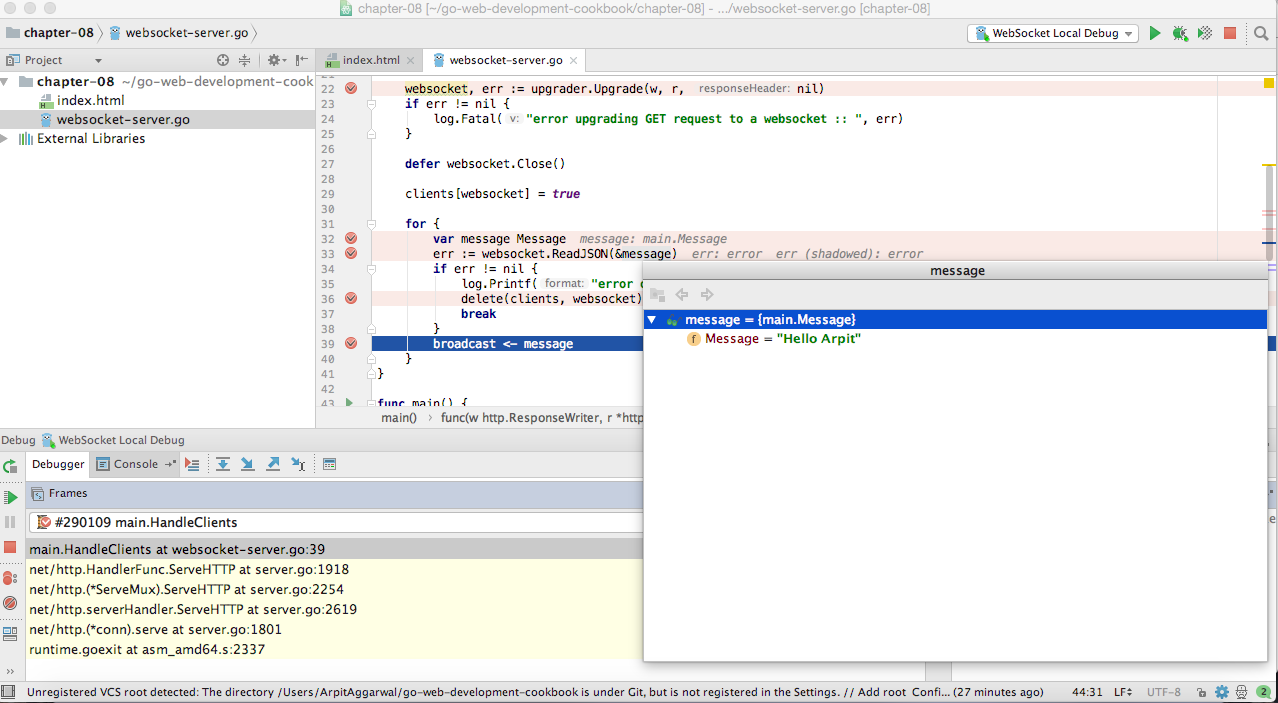 chapter-08 [~/go-web-development-cookbook/chapter-08] - .../websocket-server.go [chapter-08]
chapter-08 websocket-server.go WebSocket Local Debug
Project index.html websocket-server.go
chapter-08 ~/go-web-development-cook
index.html
websocket-server.go
External Libraries
22 websocket, err := upgrader.Upgrade(w, r, responseHeader: nil)
23 if err != nil {
24 log.Fatal( v: "error upgrading GET request to a websocket :: ", err)
25 }
26
27 defer websocket.Close()
28
29 clients[websocket] = true
30
31 for {
32 var message Message message: main.Message
33 err := websocket.ReadJSON(&message) err: error err (shadowed): error
34 if err != nil {
35 log.Printf( format: "error
36 delete(clients, websocket)
37 break
38 }
39 broadcast <- message
40 }
41 }
42
43 func main() {
main() func(w http.ResponseWriter, r *http
message
message = {main.Message}
f Message = "Hello Arpit"
Debug WebSocket Local Debug
Debugger Console
Frames
#290109 main.HandleClients
main.HandleClients at websocket-server.go:39
net/http.HandlerFunc.ServeHTTP at server.go:1918
net/http.(*ServeMux).ServeHTTP at server.go:2254
net/http.serverHandler.ServeHTTP at server.go:2619
net/http.(*conn).serve at server.go:1801
runtime.goexit at asm_amd64.s:2337
Unregistered VCS root detected: The directory /Users/ArpitAggarwal/go-web-development-cookbook is under Git, but is not registered in the Settings. // Add root Confi... (27 minutes ago) 44:31 LF UTF-8 2